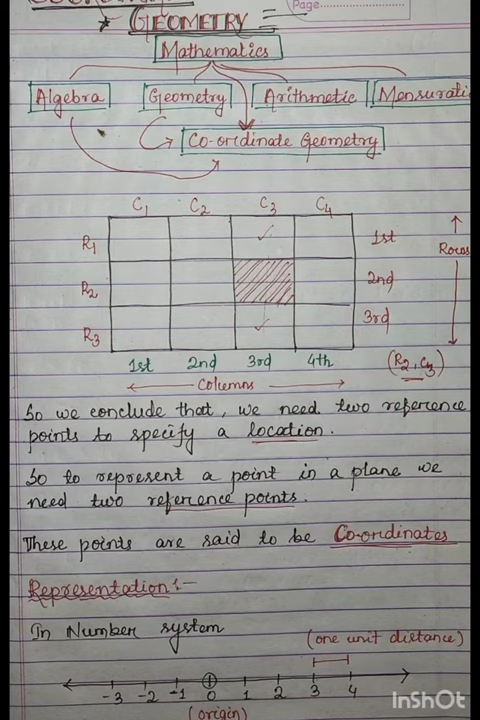 Page
GEOMETRY
Mathematics
Algebra Geometry Arithmetic Mensurati
Co-ordinate Geometry
C1 C2 C3 C4
R1 1st
Rows
R2 2nd
R3 3rd
1st 2nd 3rd 4th (R2, C3)
Columns
So we conclude that, we need two reference
points to specify a location.
So to represent a point in a plane we
need two reference points.
These points are said to be Co-ordinates
Representation :-
In Number system
(one unit distance)
-3 -2 -1 0 1 2 3 4
(origin)
InShOt